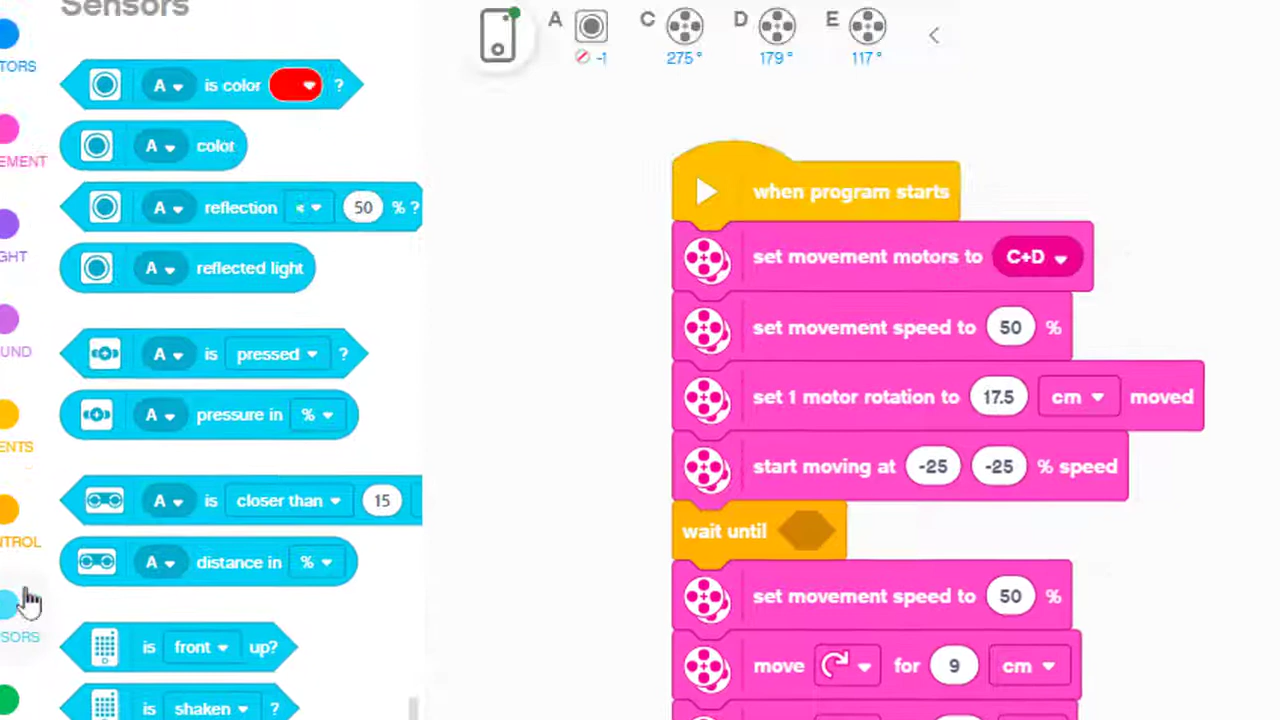 Sensors
A C D E
-1 275° 179° 117°
TORS
EMENT
GHT
UND
ENTS
TROL
SORS
A is color ?
A color
A reflection < 50 % ?
A reflected light
A is pressed ?
A pressure in %
A is closer than 15
A distance in %
is front up?
is shaken ?
when program starts
set movement motors to C+D
set movement speed to 50 %
set 1 motor rotation to 17.5 cm moved
start moving at -25 -25 % speed
wait until
set movement speed to 50 %
move for 9 cm